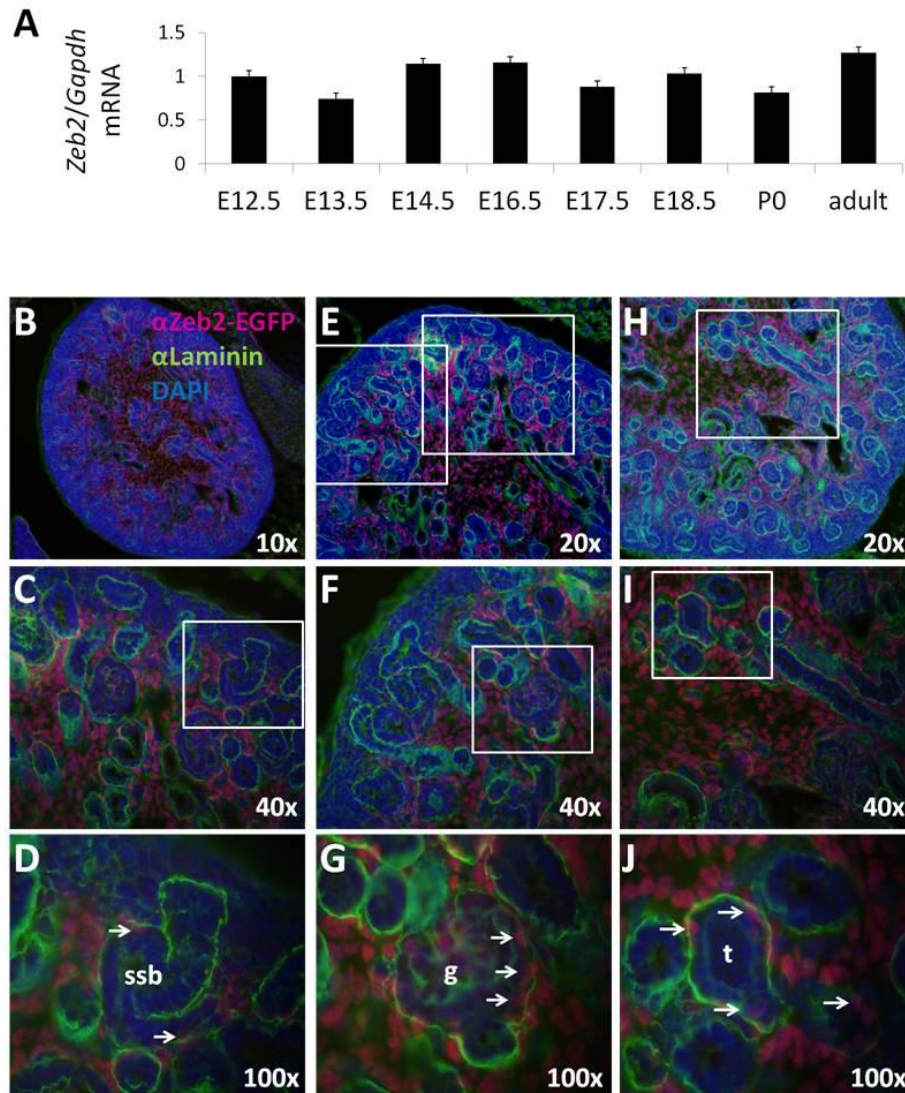 A
Zeb2/Gapdh
mRNA
1.5
1
0.5
0
E12.5 E13.5 E14.5 E16.5 E17.5 E18.5 P0 adult
B
αZeb2-EGFP
αLaminin
DAPI
10x
E
20x
H
20x
C
40x
F
40x
I
40x
D
ssb
100x
G
g
100x
J
t
100x